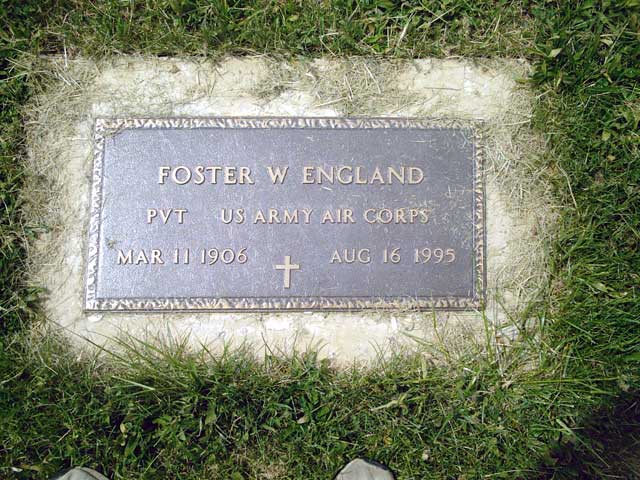 FOSTER W ENGLAND
PVT US ARMY AIR CORPS
MAR 11 1906 AUG 16 1995